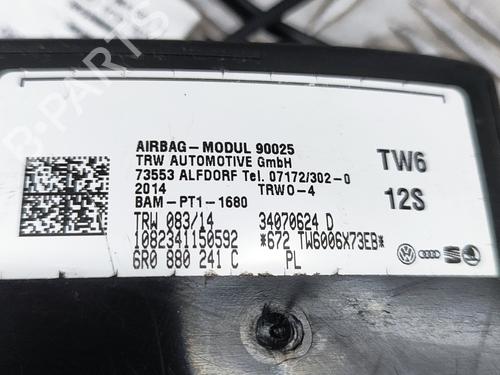 AIRBAG-MODUL 90025
TRW AUTOMOTIVE GmbH
73553 ALFDORF Tel. 07172/302-0
2014 TRWO-4
BAM-PT1-1680
TRW 083/14 34070624 D
1082341150592 *672 TW6006X73EB*
6R0 880 241 C PL
TW6
12S
B-PARTS